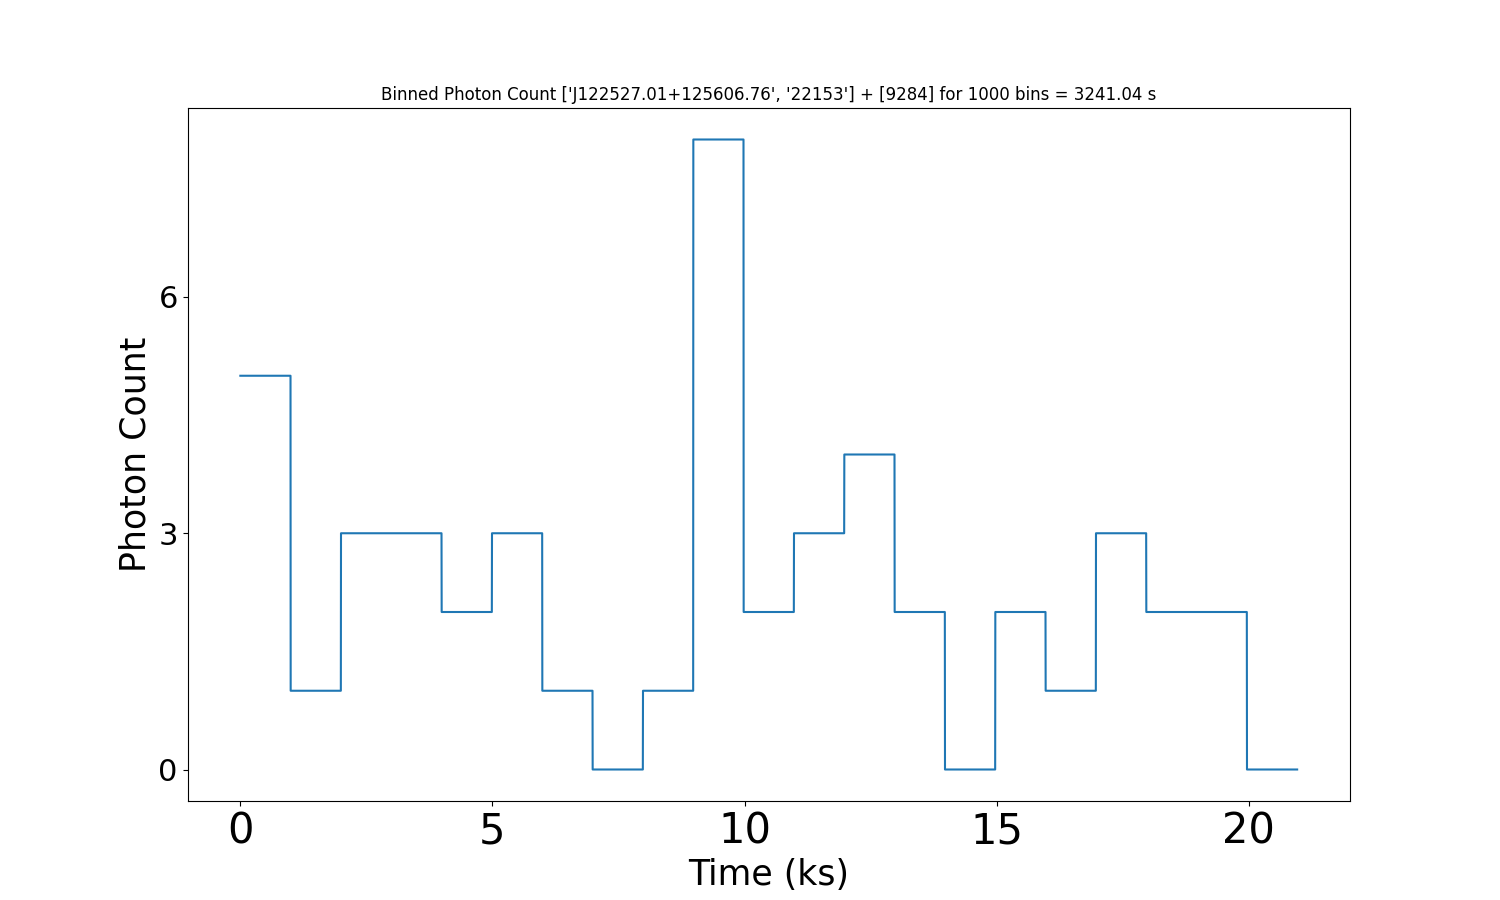 Binned Photon Count ['J122527.01+125606.76', '22153'] + [9284] for 1000 bins = 3241.04 s
6
3
0
Photon Count
0 5 10 15 20
Time (ks)